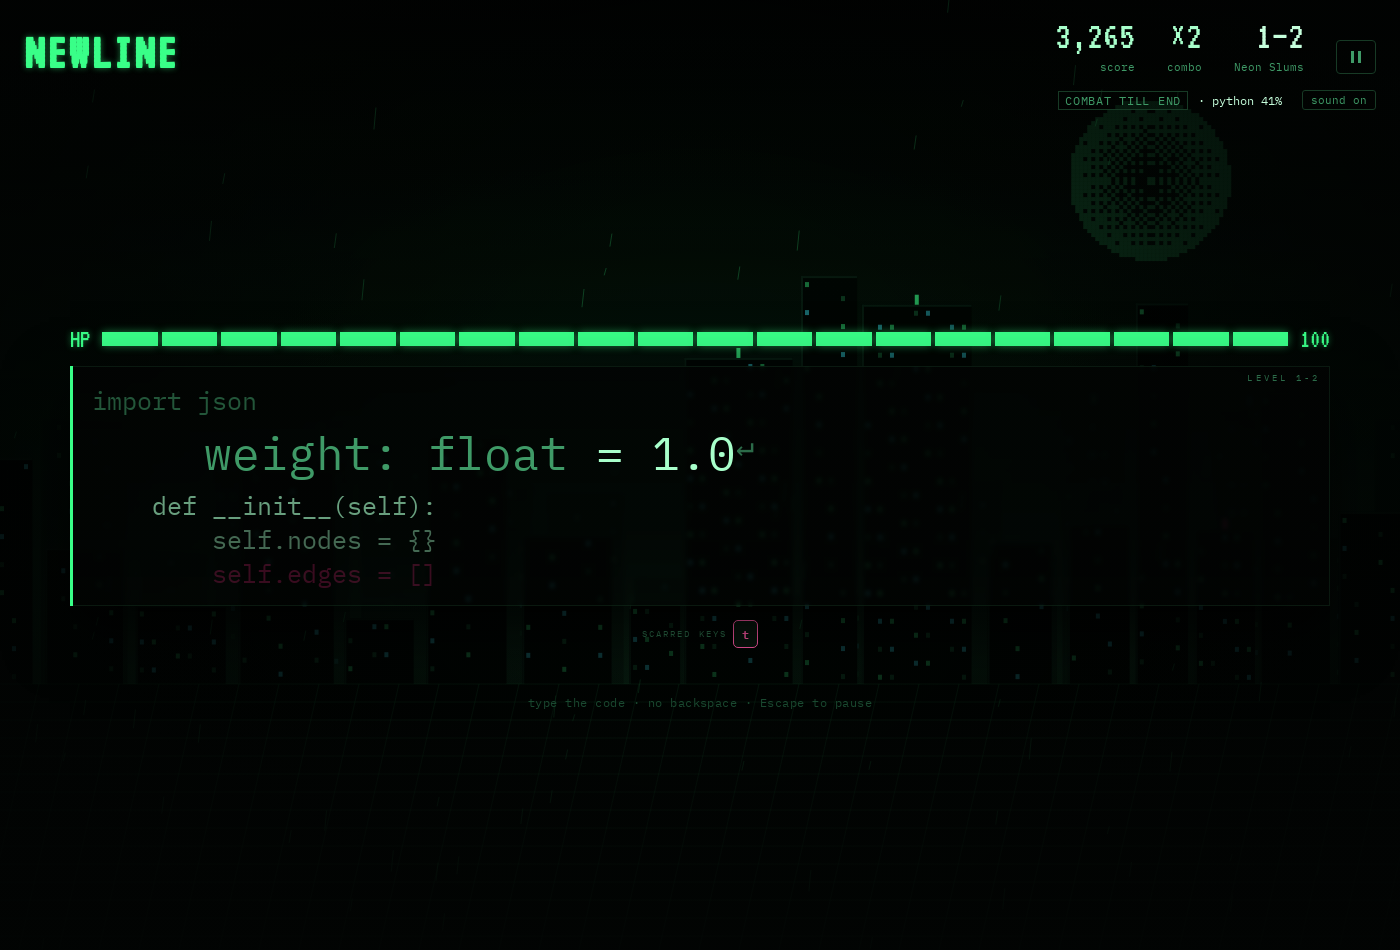 NEWLINE
3,265 x2 1-2
score combo Neon Slums
COMBAT TILL END · python 41% sound on
HP 100
LEVEL 1-2
import json
weight: float = 1.0↵
def __init__(self):
self.nodes = {}
self.edges = []
SCARRED KEYS t
type the code · no backspace · Escape to pause